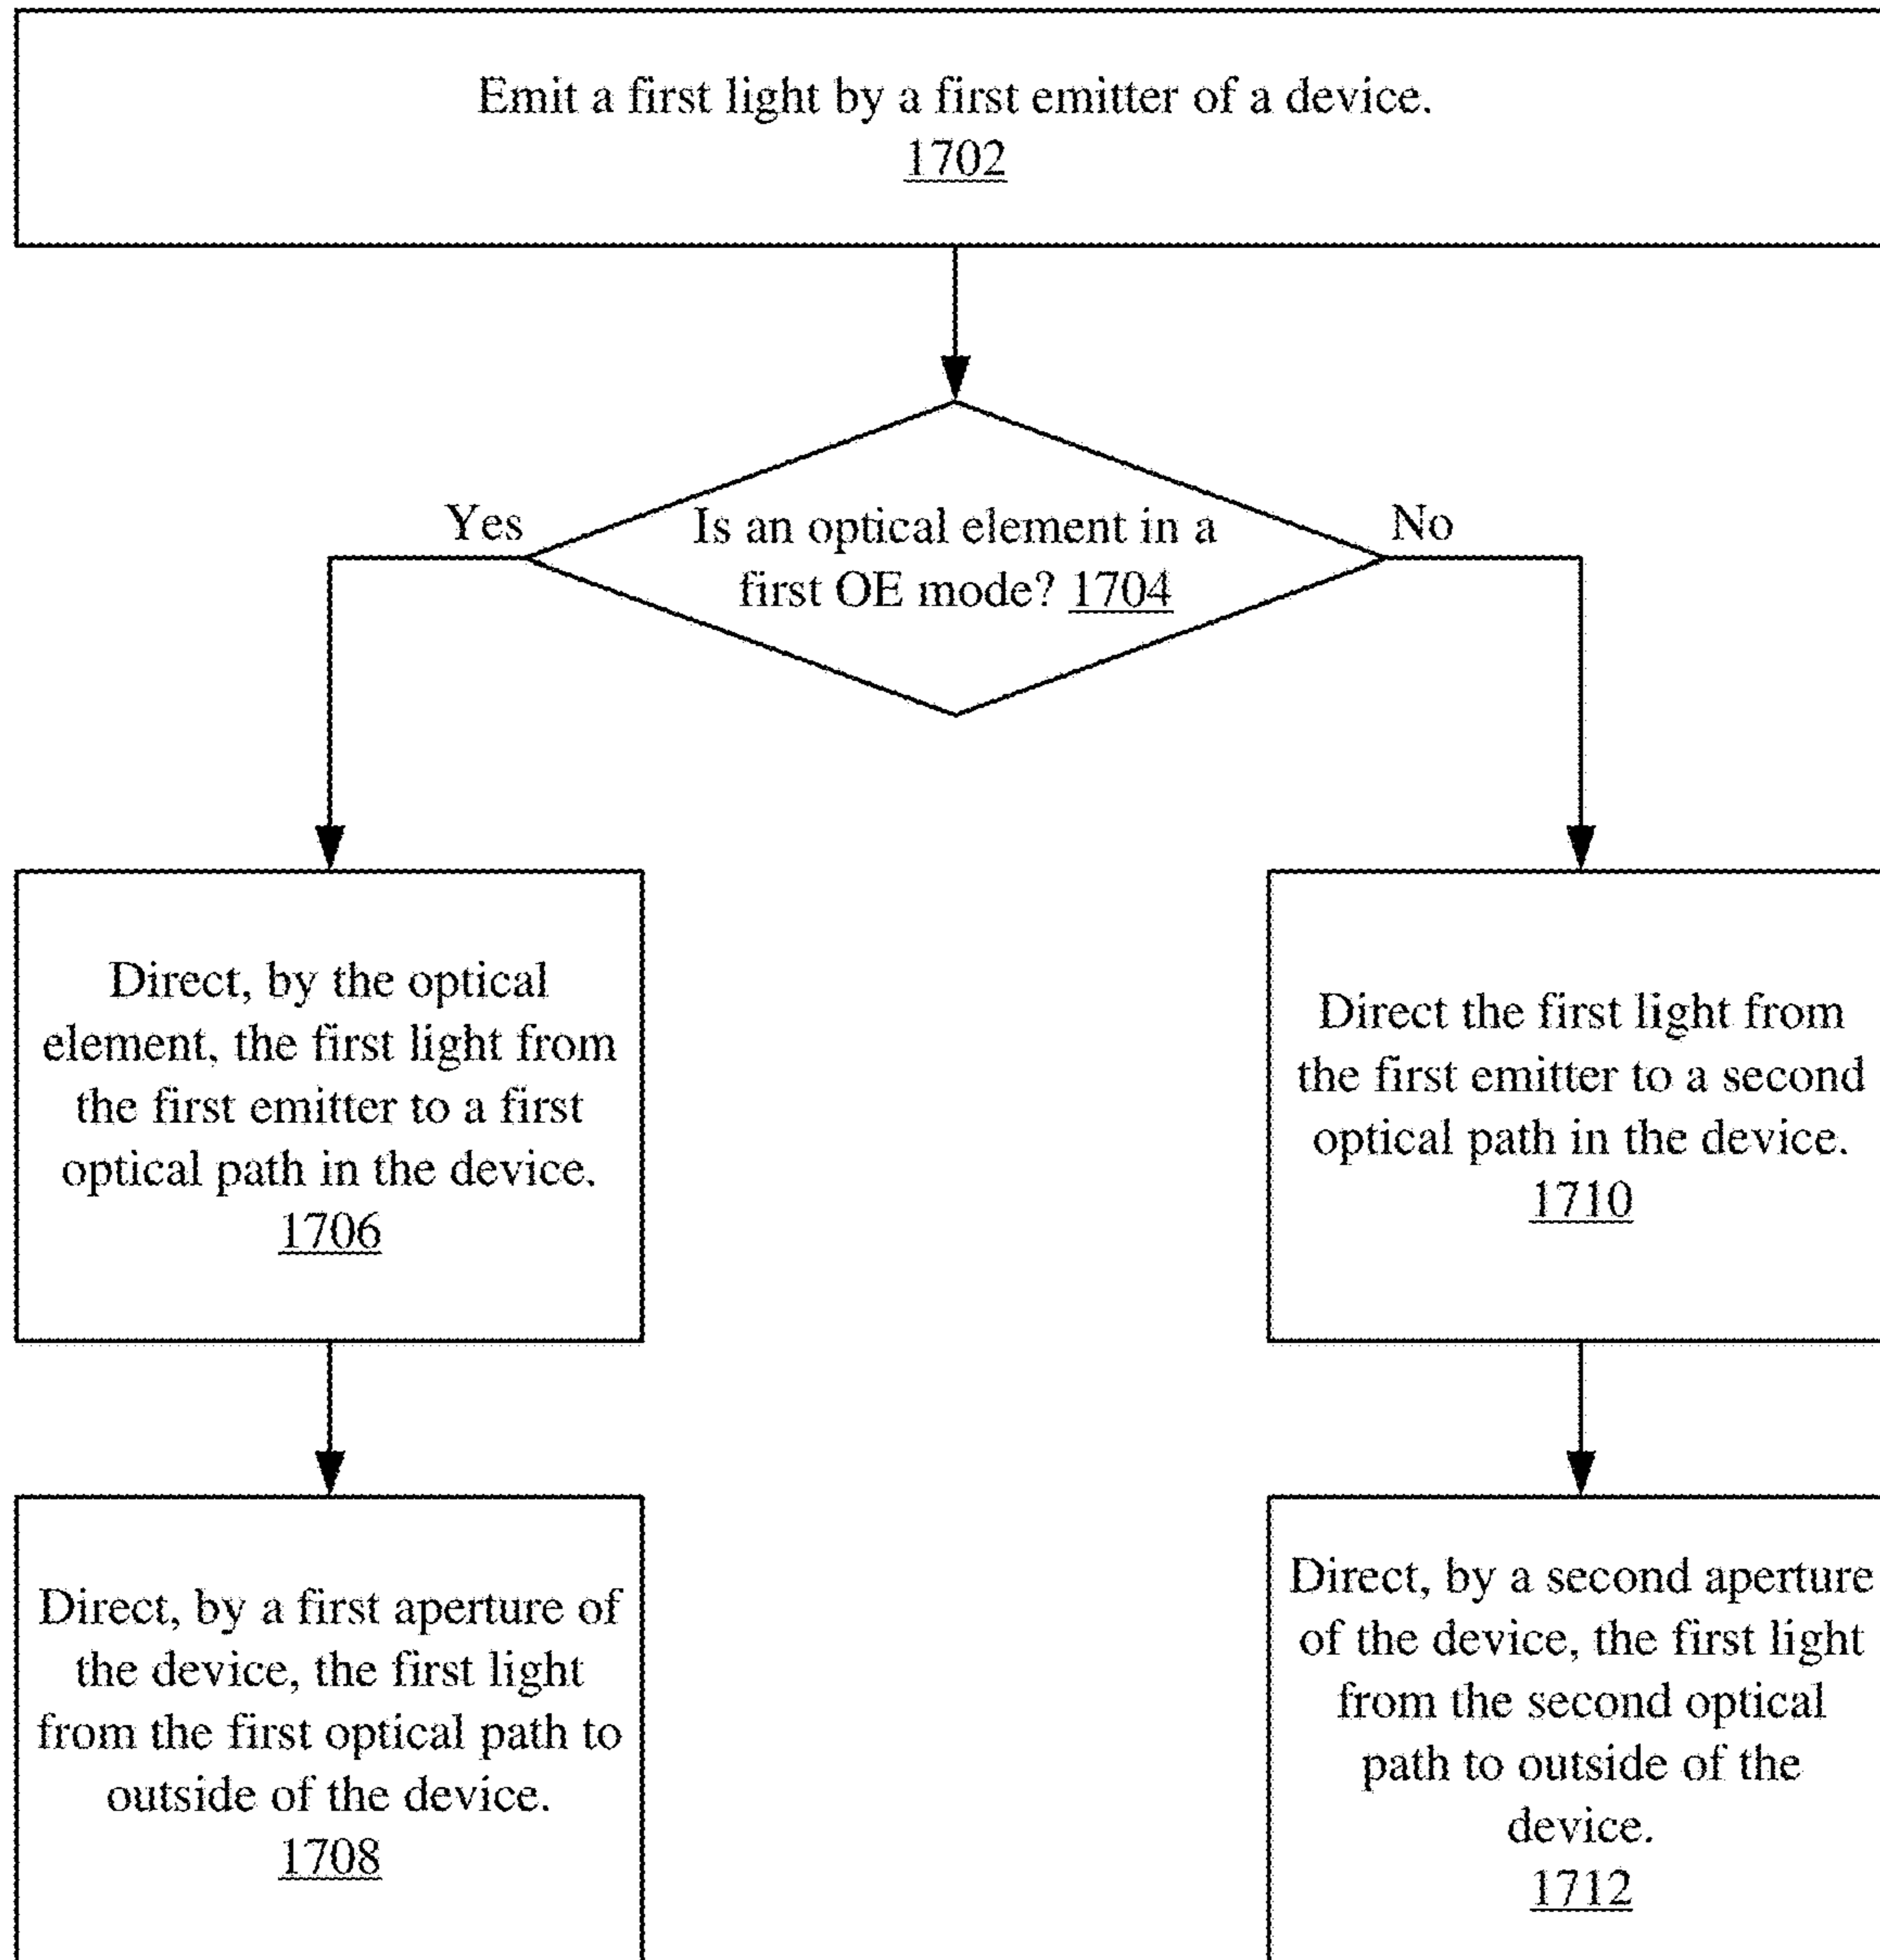 Emit a first light by a first emitter of a device.
1702
Yes
Is an optical element in a
first OE mode? 1704
No
Direct, by the optical
element, the first light from
the first emitter to a first
optical path in the device.
1706
Direct the first light from
the first emitter to a second
optical path in the device.
1710
Direct, by a first aperture of
the device, the first light
from the first optical path to
outside of the device.
1708
Direct, by a second aperture
of the device, the first light
from the second optical
path to outside of the
device.
1712